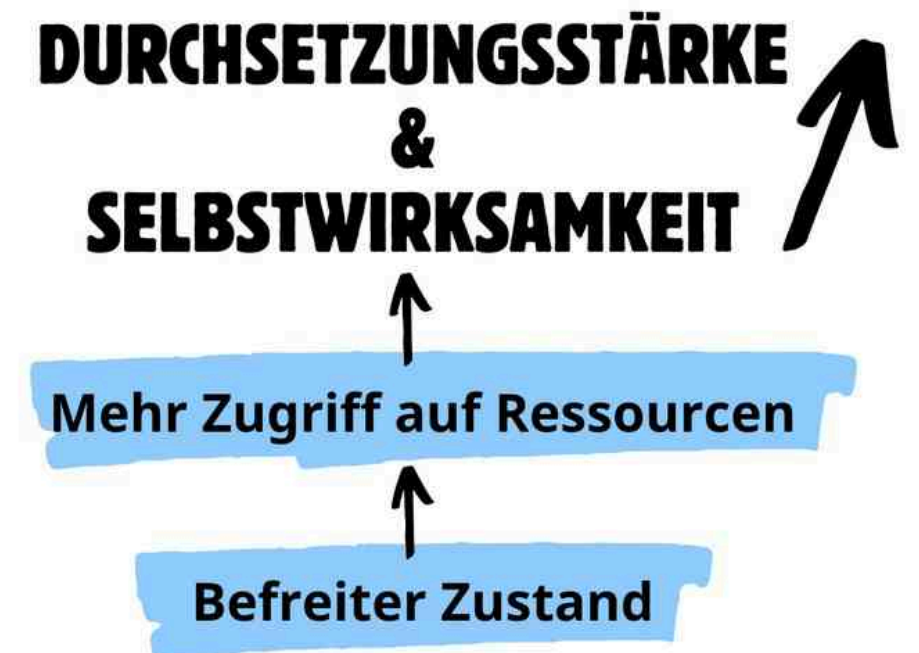 DURCHSETZUNGSSTÄRKE
&
SELBSTWIRKSAMKEIT
Mehr Zugriff auf Ressourcen
Befreiter Zustand